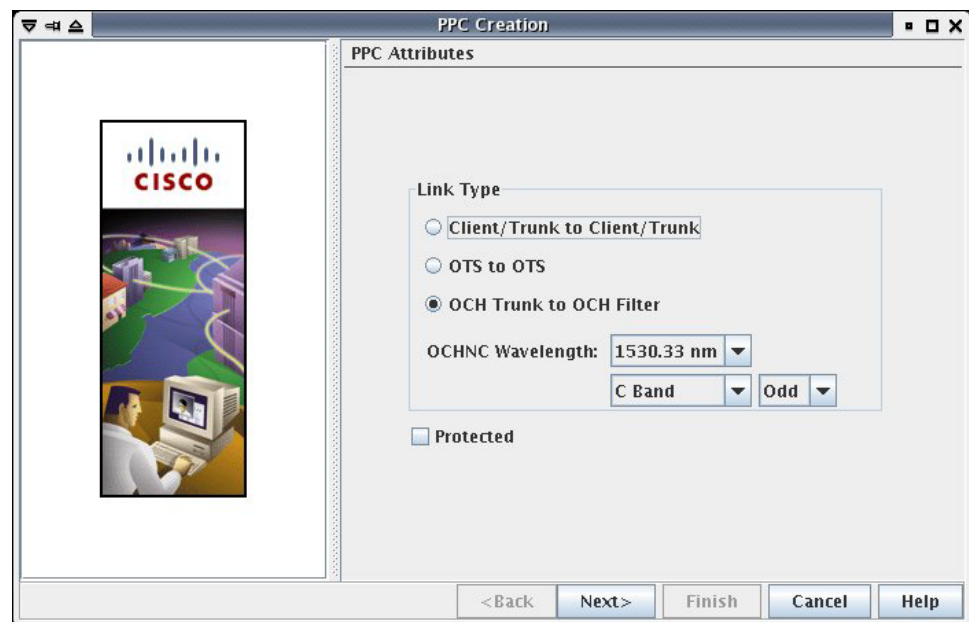 PPC Creation
PPC Attributes
CISCO
Link Type
Client/Trunk to Client/Trunk
OTS to OTS
OCH Trunk to OCH Filter
OCHNC Wavelength: 1530.33 nm
C Band Odd
Protected
<Back Next> Finish Cancel Help